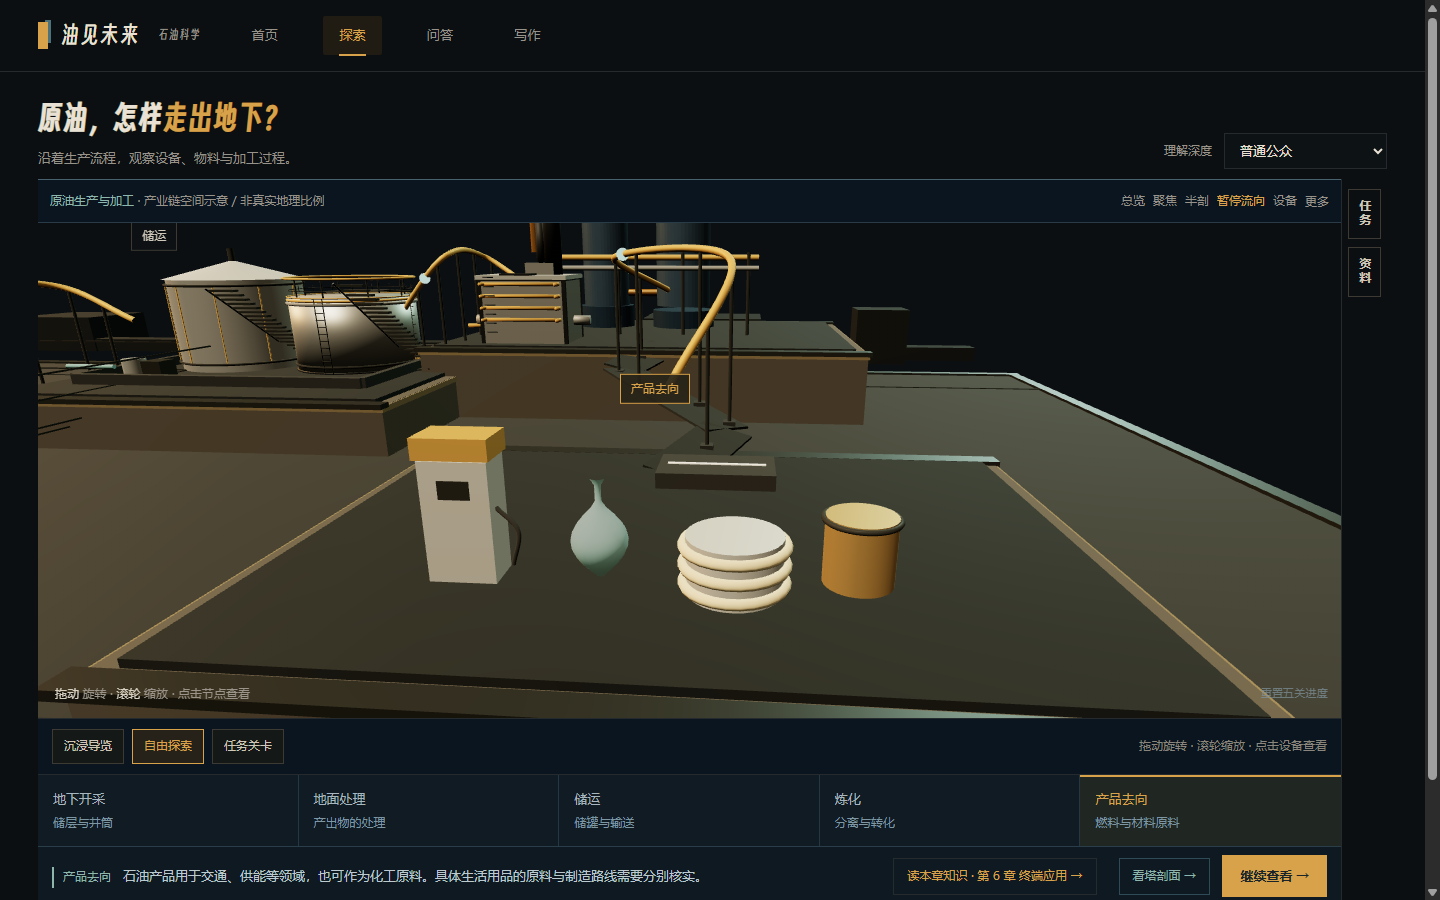 油见未来 石油科学 首页 探索 问答 写作
原油，怎样走出地下？
沿着生产流程，观察设备、物料与加工过程。
理解深度 普通公众
原油生产与加工 · 产业链空间示意 / 非真实地理比例
总览 聚焦 半剖 暂停流向 设备 更多
任务
资料
储运
产品去向
拖动 旋转 · 滚轮 缩放 · 点击节点查看
重置五关进度
沉浸导览 自由探索 任务关卡
拖动旋转 · 滚轮缩放 · 点击设备查看
地下开采
储层与井筒
地面处理
产出物的处理
储运
储罐与输送
炼化
分离与转化
产品去向
燃料与材料原料
产品去向 石油产品用于交通、供能等领域，也可作为化工原料。具体生活用品的原料与制造路线需要分别核实。
读本章知识 · 第 6 章 终端应用 →
看塔剖面 →
继续查看 →